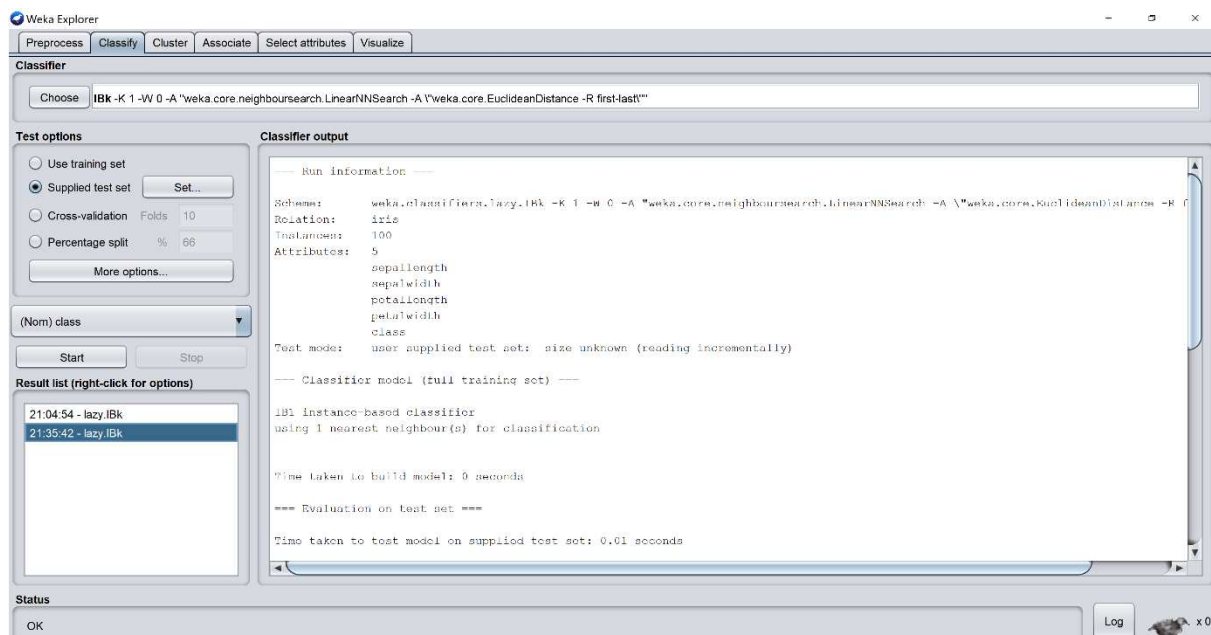 Weka Explorer
Preprocess Classify Cluster Associate Select attributes Visualize
Classifier
Choose IBk -K 1 -W 0 -A "weka.core.neighboursearch.LinearNNSearch -A \"weka.core.EuclideanDistance -R first-last\""
Test options
Use training set
Supplied test set Set...
Cross-validation Folds 10
Percentage split % 66
More options...
(Nom) class
Start Stop
Result list (right-click for options)
21:04:54 - lazy.IBk
21:35:42 - lazy.IBk
Classifier output
=== Run information ===
Scheme: weka.classifiers.lazy.IBk -K 1 -W 0 -A "weka.core.neighboursearch.LinearNNSearch -A \"weka.core.EuclideanDistance -R f
Relation: iris
Instances: 100
Attributes: 5
sepallength
sepalwidth
petallength
petalwidth
class
Test mode: user supplied test set: size unknown (reading incrementally)
=== Classifier model (full training set) ===
IB1 instance-based classifier
using 1 nearest neighbour(s) for classification
Time taken to build model: 0 seconds
=== Evaluation on test set ===
Time taken to test model on supplied test set: 0.01 seconds
Status
OK
Log x 0